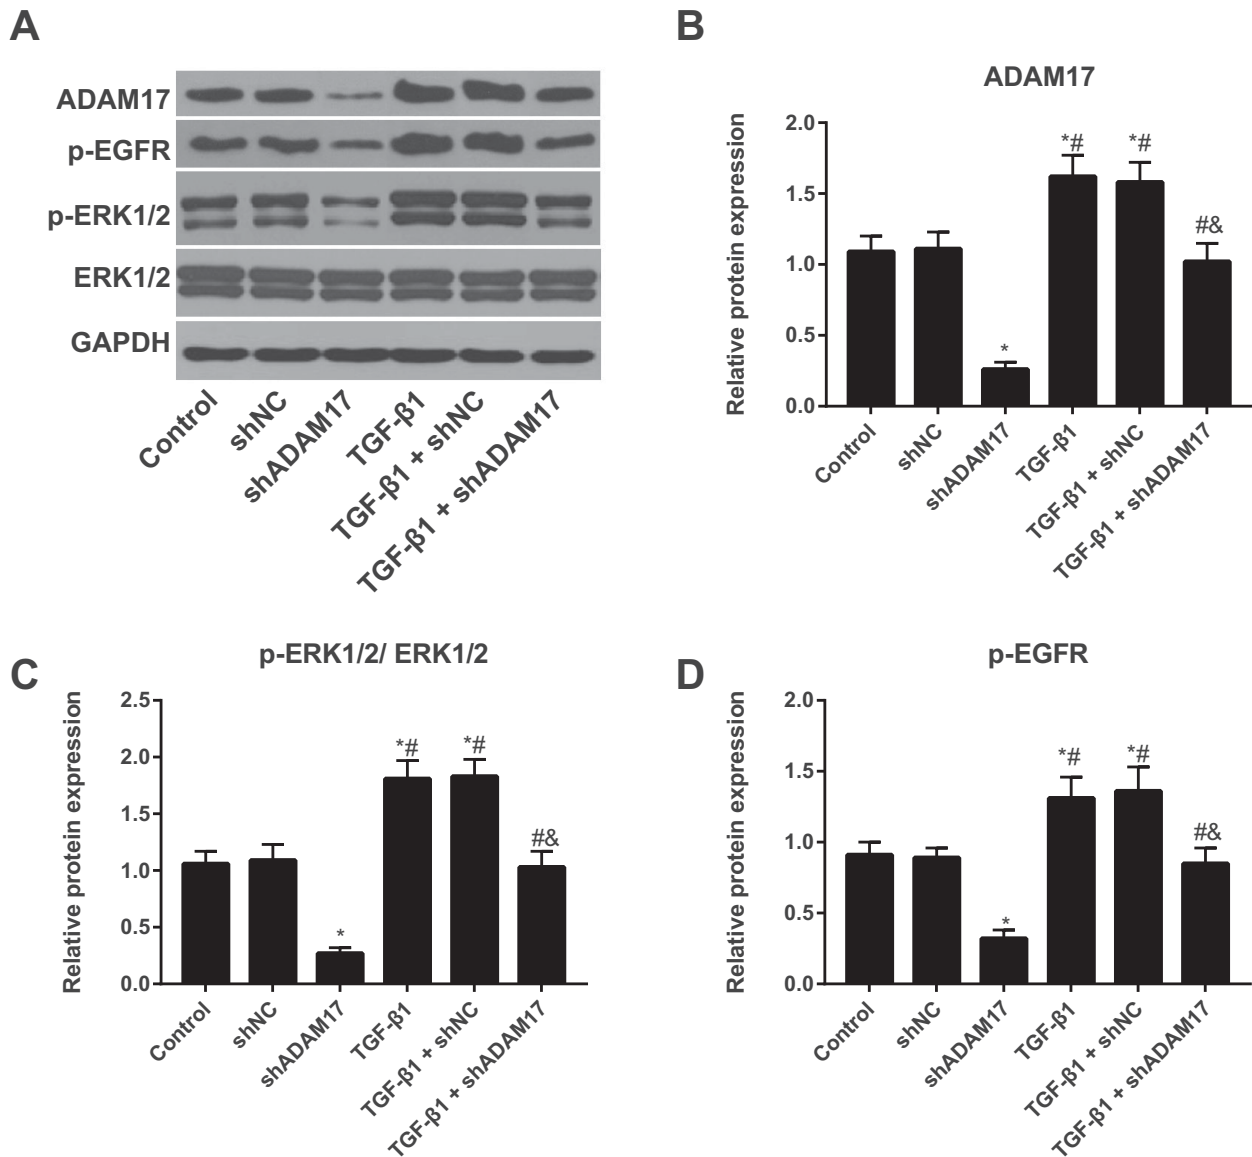 A
ADAM17
p-EGFR
p-ERK1/2
ERK1/2
GAPDH
Control
shNC
shADAM17
TGF-β1
TGF-β1 + shNC
TGF-β1 + shADAM17
B
ADAM17
Relative protein expression
2.0
1.5
1.0
0.5
0.0
*
*#
*#
#&
Control
shNC
shADAM17
TGF-β1
TGF-β1 + shNC
TGF-β1 + shADAM17
C
p-ERK1/2/ ERK1/2
Relative protein expression
2.5
2.0
1.5
1.0
0.5
0.0
*
*#
*#
#&
Control
shNC
shADAM17
TGF-β1
TGF-β1 + shNC
TGF-β1 + shADAM17
D
p-EGFR
Relative protein expression
2.0
1.5
1.0
0.5
0.0
*
*#
*#
#&
Control
shNC
shADAM17
TGF-β1
TGF-β1 + shNC
TGF-β1 + shADAM17